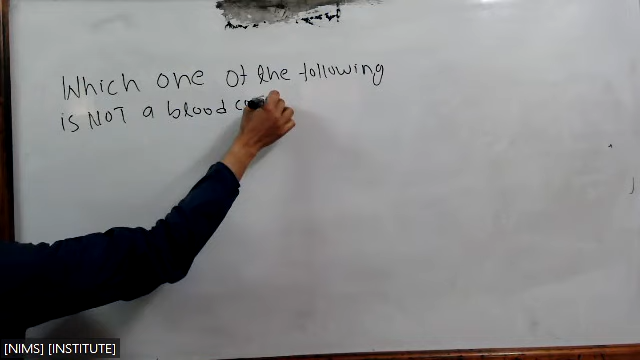 Which one of the following
is NOT a blood
[NIMS] [INSTITUTE]